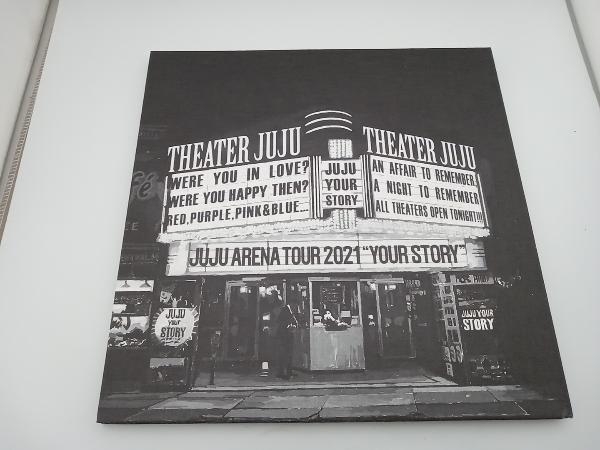 THEATER JUJU
THEATER JUJU
WERE YOU IN LOVE?
WERE YOU HAPPY THEN?
RED,PURPLE,PINK&BLUE...
JUJU
YOUR
STORY
AN AFFAIR TO REMEMBER,
A NIGHT TO REMEMBER
ALL THEATERS OPEN TONIGHT!!!
JUJU ARENA TOUR 2021 "YOUR STORY"
JUJU
YOUR
STORY
JUJU YOUR
STORY